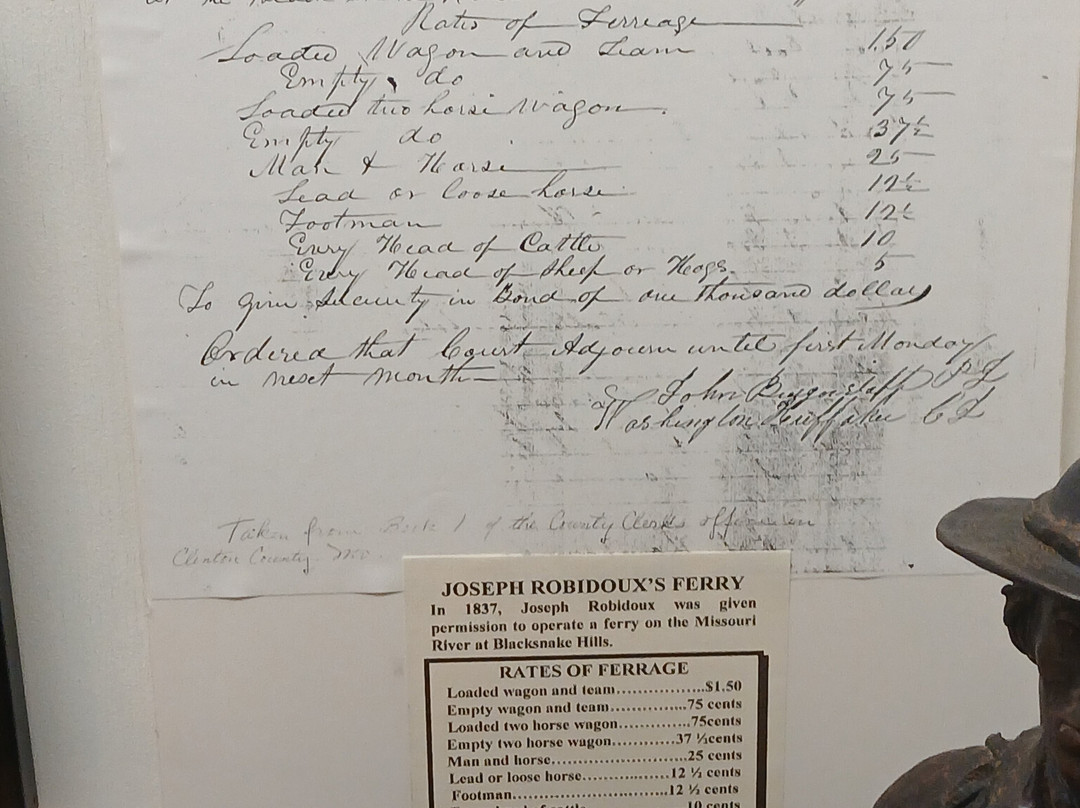 Rates of Ferreage
Loaded Wagon and Team 1.50
Empty do 75
Loaded two horse Wagon. 75
Empty do 37½
Man & Horse 25
Lead or loose horse 12½
Footman 12½
Every Head of Cattle 10
Every Head of Sheep or Hogs. 5
To give Security in Bond of one thousand dollars
Ordered that Court Adjourn until first Monday
in next month
John P J
Washington C J
Taken from Book 1 of the County Clerks office in
Clinton County Mo.
JOSEPH ROBIDOUX'S FERRY
In 1837, Joseph Robidoux was given
permission to operate a ferry on the Missouri
River at Blacksnake Hills.
RATES OF FERRAGE
Loaded wagon and team..................$1.50
Empty wagon and team...............75 cents
Loaded two horse wagon..............75cents
Empty two horse wagon............37 ½cents
Man and horse...........................25 cents
Lead or loose horse.................12 ½ cents
Footman................................12 ½ cents
10 cents